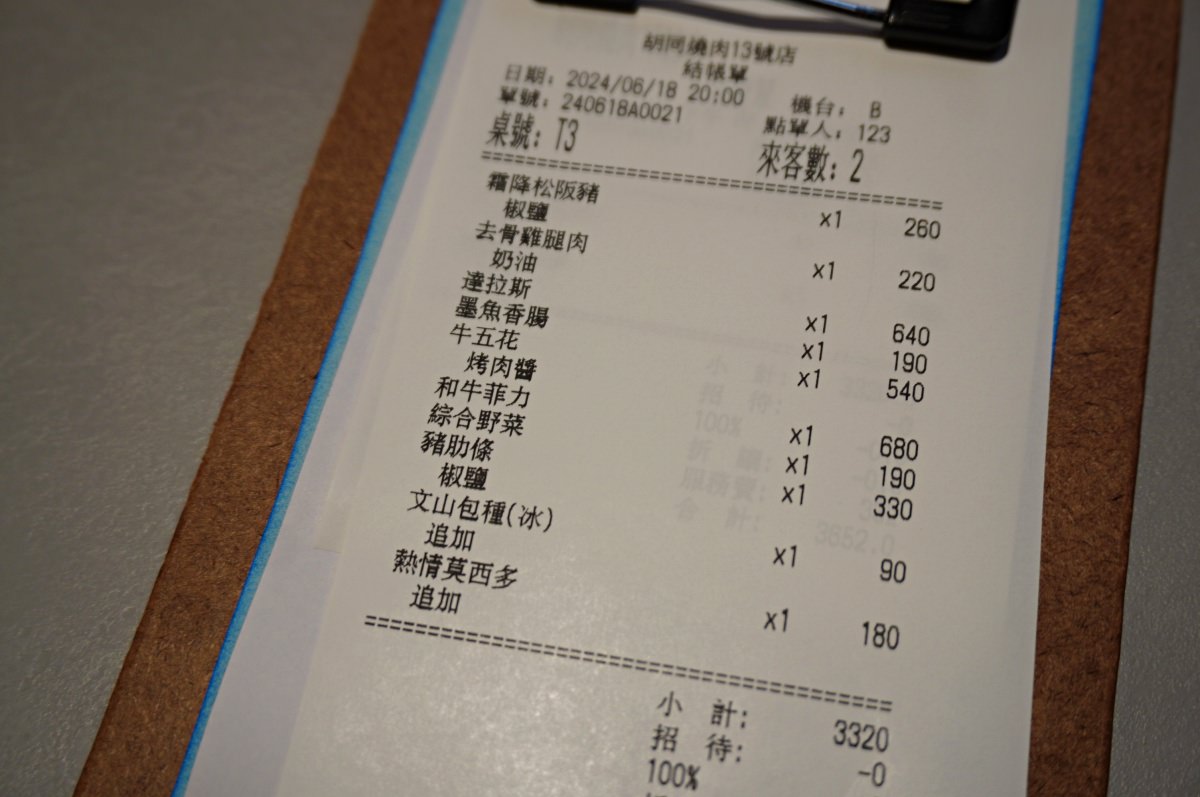 胡同燒肉13號店
結帳單
日期: 2024/06/18 20:00 機台: B
單號: 240618A0021 點單人: 123
桌號: T3 來客數: 2
霜降松阪豬 x1 260
椒鹽
去骨雞腿肉 x1 220
奶油
達拉斯 x1 640
墨魚香腸 x1 190
牛五花 x1 540
烤肉醬
和牛菲力 x1 680
綜合野菜 x1 190
豬肋條 x1 330
椒鹽
文山包種(冰) x1 90
追加
熱情莫西多 x1 180
追加
小 計: 3320
招 待: -0
100%